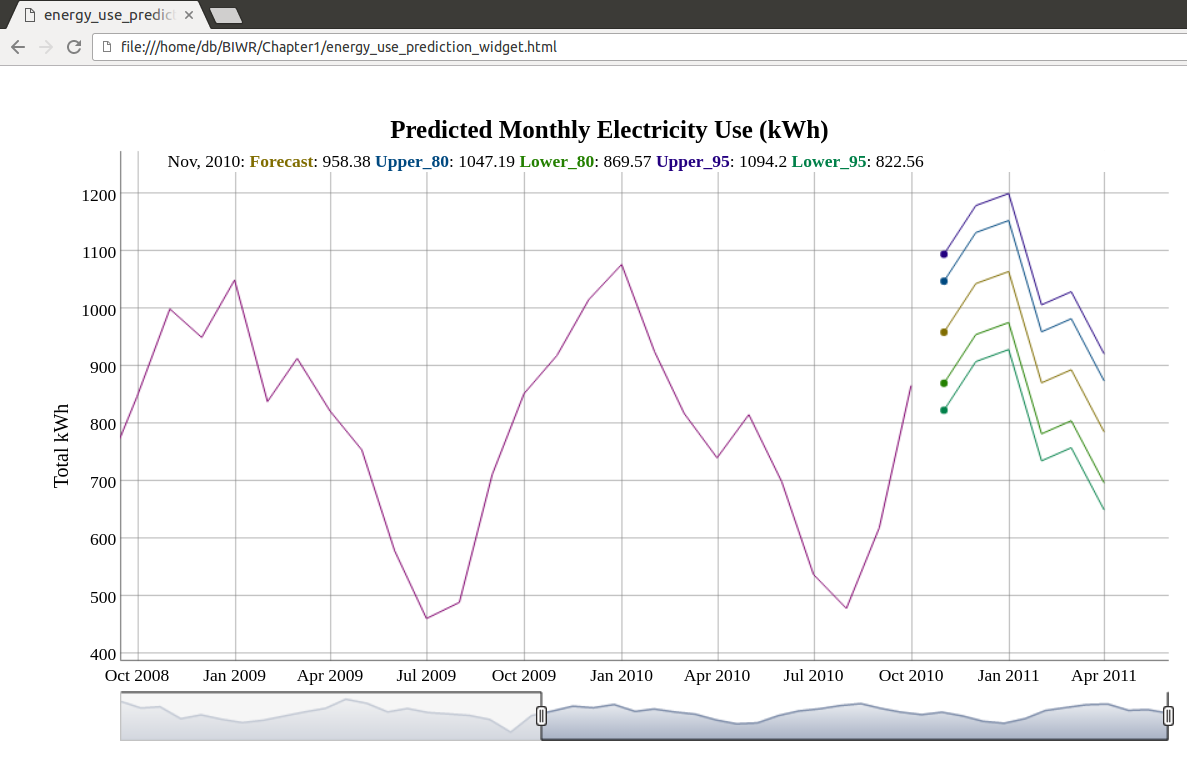 energy_use_predict
file:///home/db/BIWR/Chapter1/energy_use_prediction_widget.html
Predicted Monthly Electricity Use (kWh)
Nov, 2010: Forecast: 958.38 Upper_80: 1047.19 Lower_80: 869.57 Upper_95: 1094.2 Lower_95: 822.56
Total kWh
1200
1100
1000
900
800
700
600
500
400
Oct 2008 Jan 2009 Apr 2009 Jul 2009 Oct 2009 Jan 2010 Apr 2010 Jul 2010 Oct 2010 Jan 2011 Apr 2011